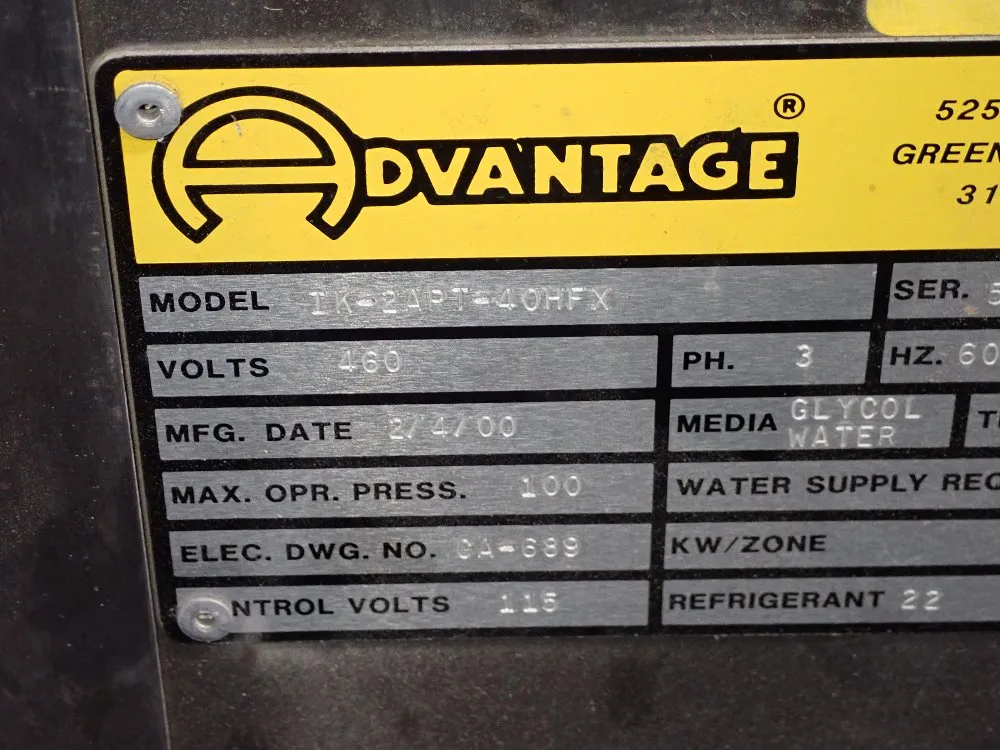 ADVANTAGE ®
525
GREEN
31
MODEL TK-2APT-40HFX
SER. 5
VOLTS 460
PH. 3
HZ. 60
MFG. DATE 2/4/00
MEDIA GLYCOL
WATER
MAX. OPR. PRESS. 100
WATER SUPPLY REQ
ELEC. DWG. NO. CA-689
KW/ZONE
NTROL VOLTS 115
REFRIGERANT 22